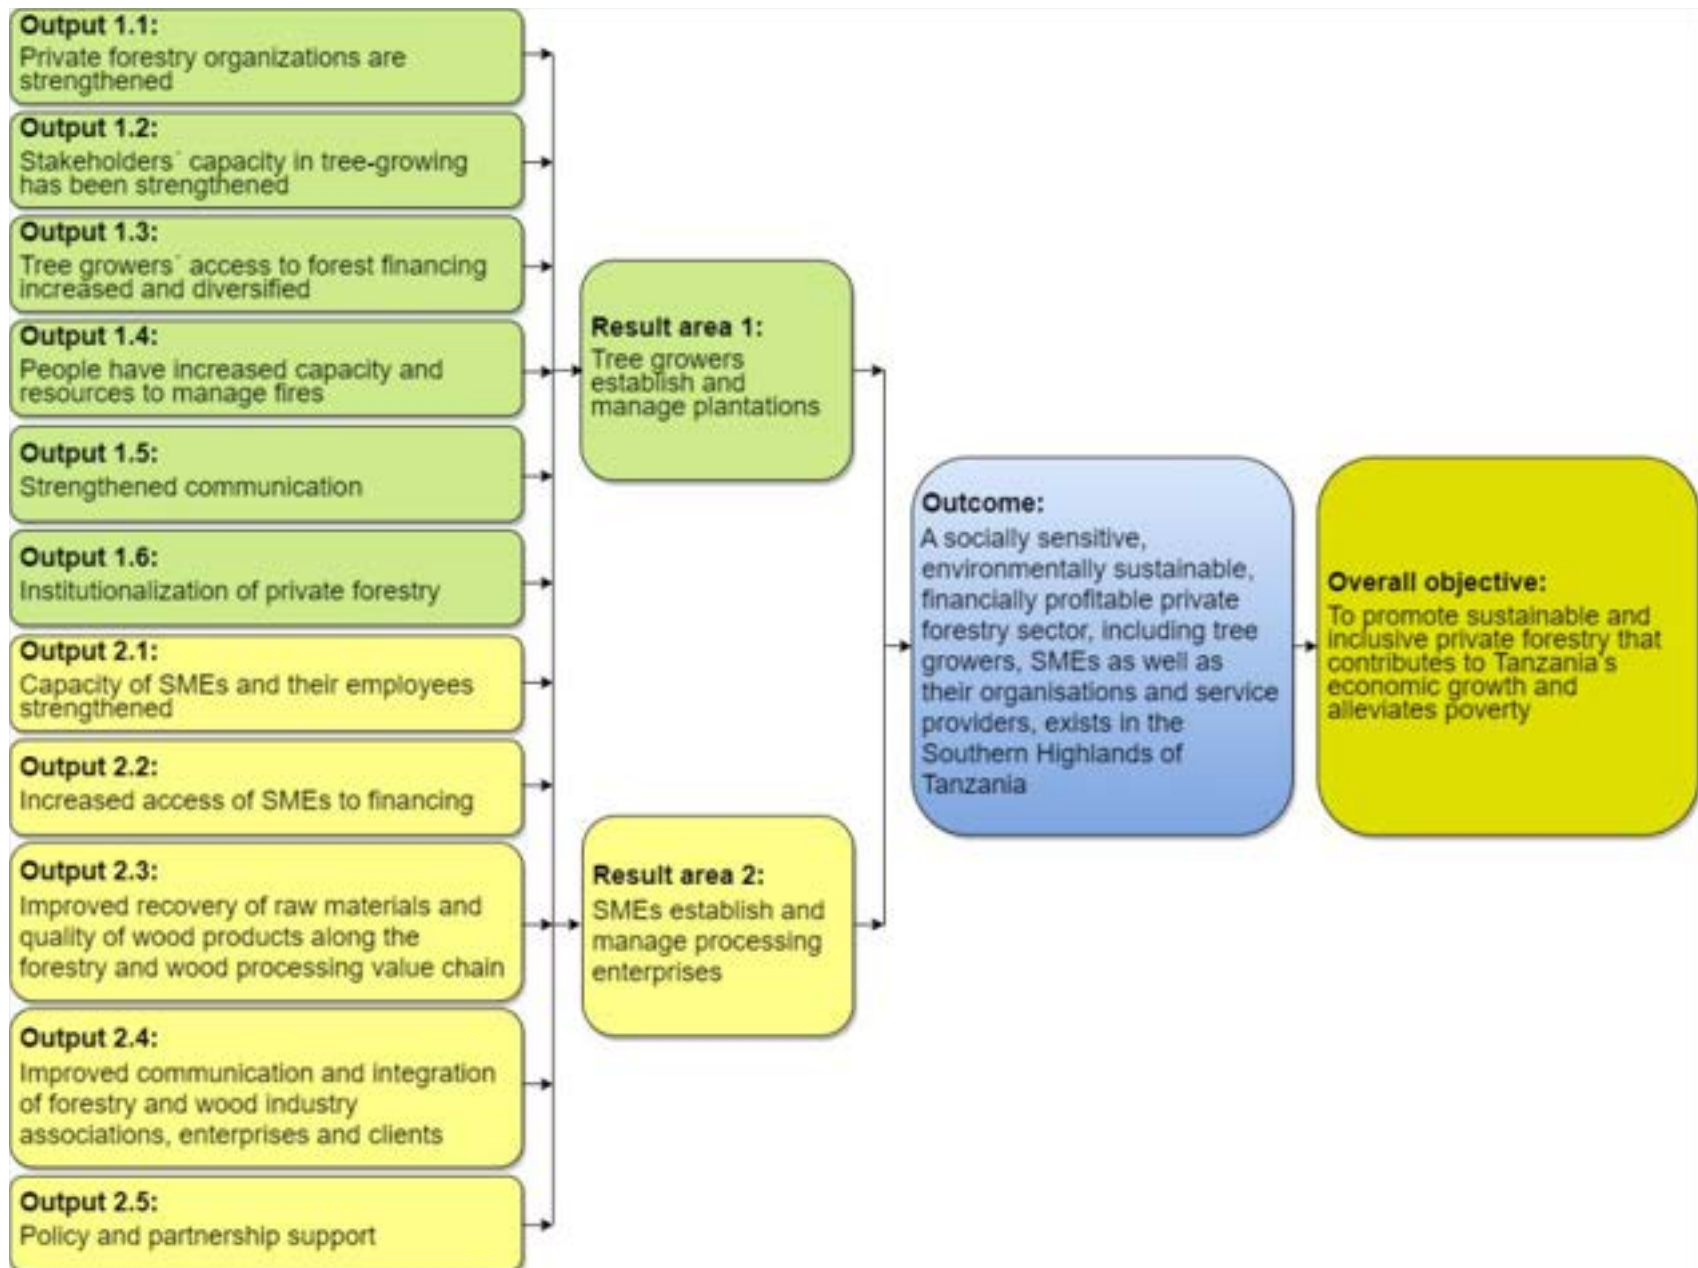 Output 1.1:
Private forestry organizations are
strengthened
Output 1.2:
Stakeholders´ capacity in tree-growing
has been strengthened
Output 1.3:
Tree growers´ access to forest financing
increased and diversified
Output 1.4:
People have increased capacity and
resources to manage fires
Output 1.5:
Strengthened communication
Output 1.6:
Institutionalization of private forestry
Output 2.1:
Capacity of SMEs and their employees
strengthened
Output 2.2:
Increased access of SMEs to financing
Output 2.3:
Improved recovery of raw materials and
quality of wood products along the
forestry and wood processing value chain
Output 2.4:
Improved communication and integration
of forestry and wood industry
associations, enterprises and clients
Output 2.5:
Policy and partnership support
Result area 1:
Tree growers
establish and
manage plantations
Result area 2:
SMEs establish and
manage processing
enterprises
Outcome:
A socially sensitive,
environmentally sustainable,
financially profitable private
forestry sector, including tree
growers, SMEs as well as
their organisations and service
providers, exists in the
Southern Highlands of
Tanzania
Overall objective:
To promote sustainable and
inclusive private forestry that
contributes to Tanzania's
economic growth and
alleviates poverty